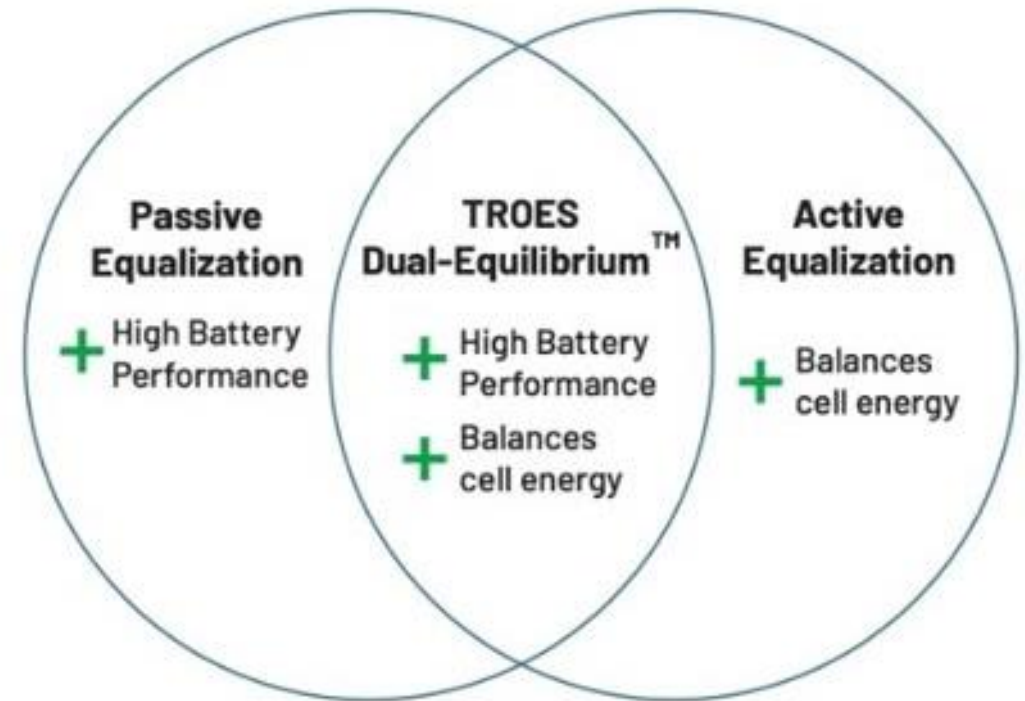 Passive
Equalization
+ High Battery
Performance
TROES
Dual-Equilibrium™
+ High Battery
Performance
+ Balances
cell energy
Active
Equalization
+ Balances
cell energy